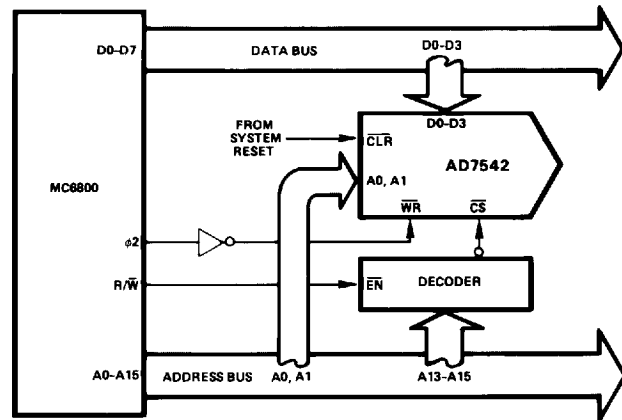 D0–D7
DATA BUS
D0–D3
D0–D3
FROM
SYSTEM
RESET
CLR
MC6800
A0, A1
AD7542
WR
CS
ϕ2
R/W
EN
DECODER
A0–A15
ADDRESS BUS
A0, A1
A13–A15